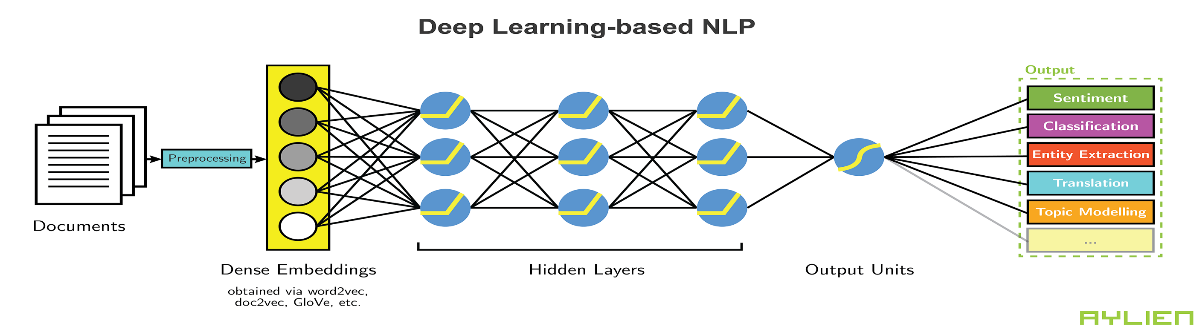 Deep Learning-based NLP
Documents
Preprocessing
Dense Embeddings
obtained via word2vec,
doc2vec, GloVe, etc.
Hidden Layers
Output Units
Output
Sentiment
Classification
Entity Extraction
Translation
Topic Modelling
...
AYLIEN